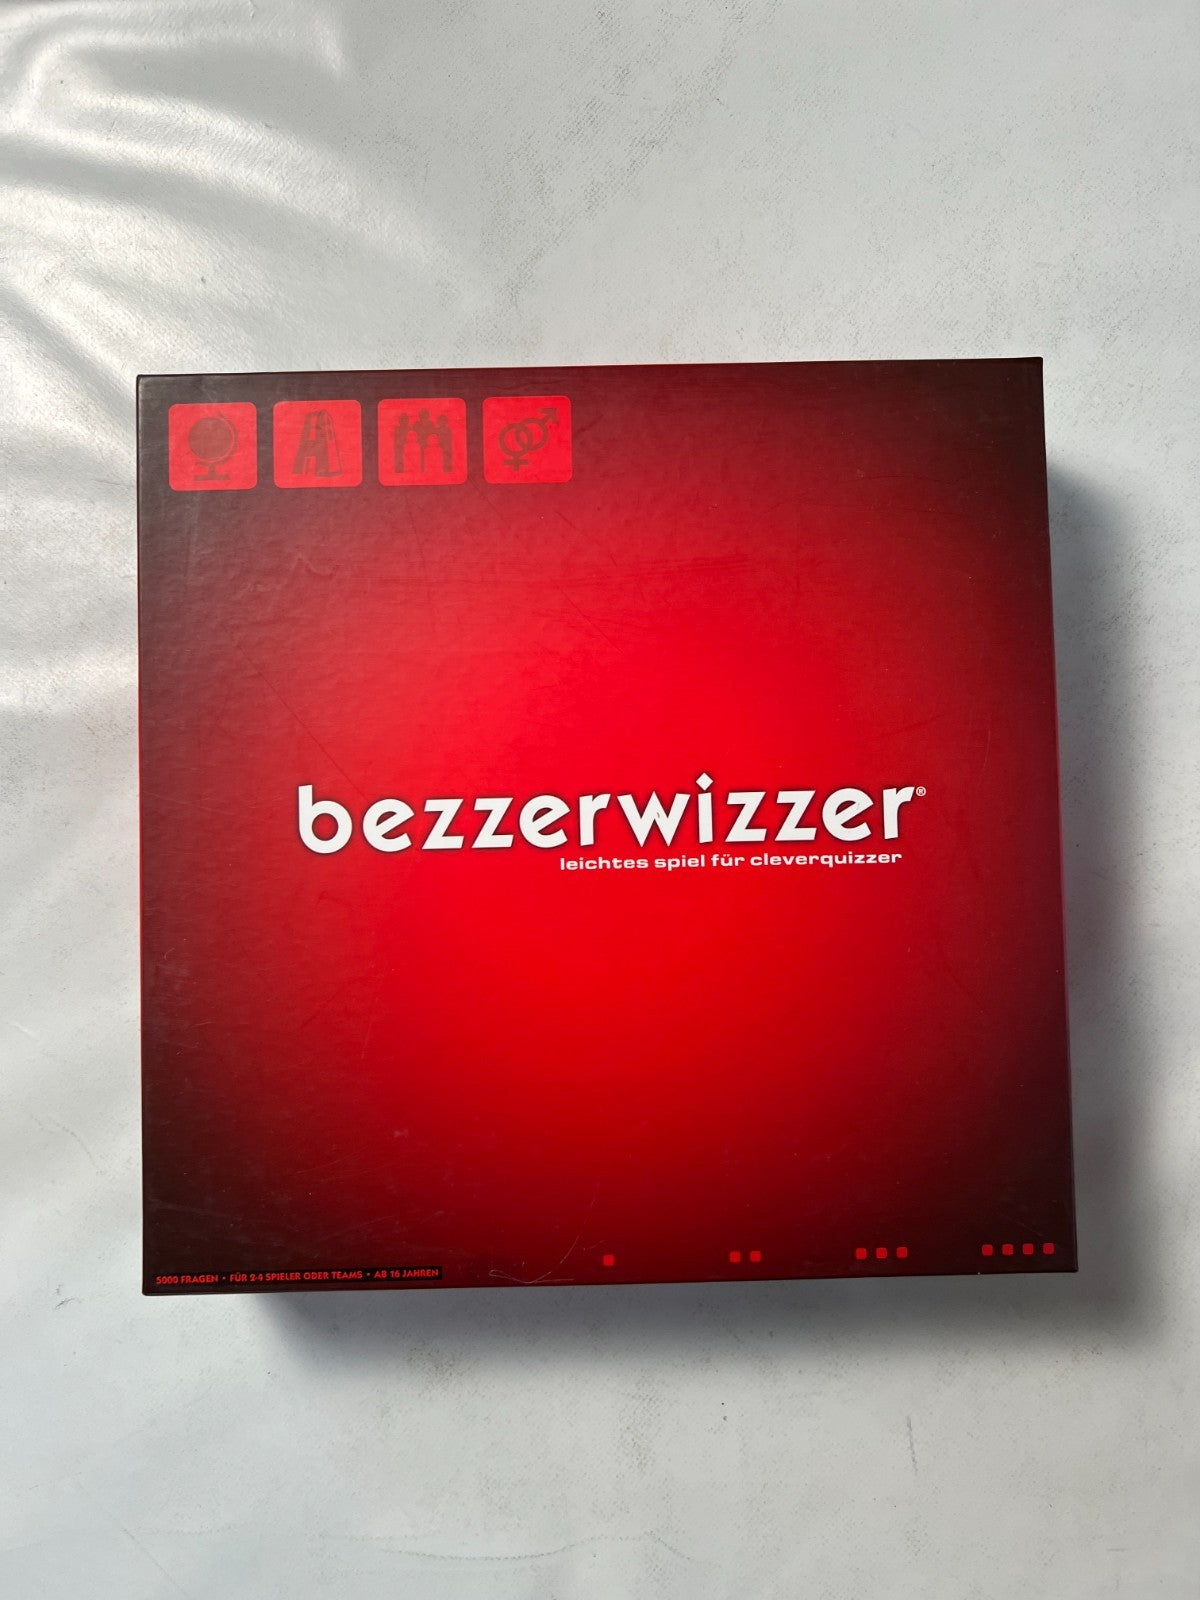 bezzerwizzer®
leichtes spiel für cleverquizzer
5000 FRAGEN • FÜR 2-4 SPIELER ODER TEAMS • AB 16 JAHREN